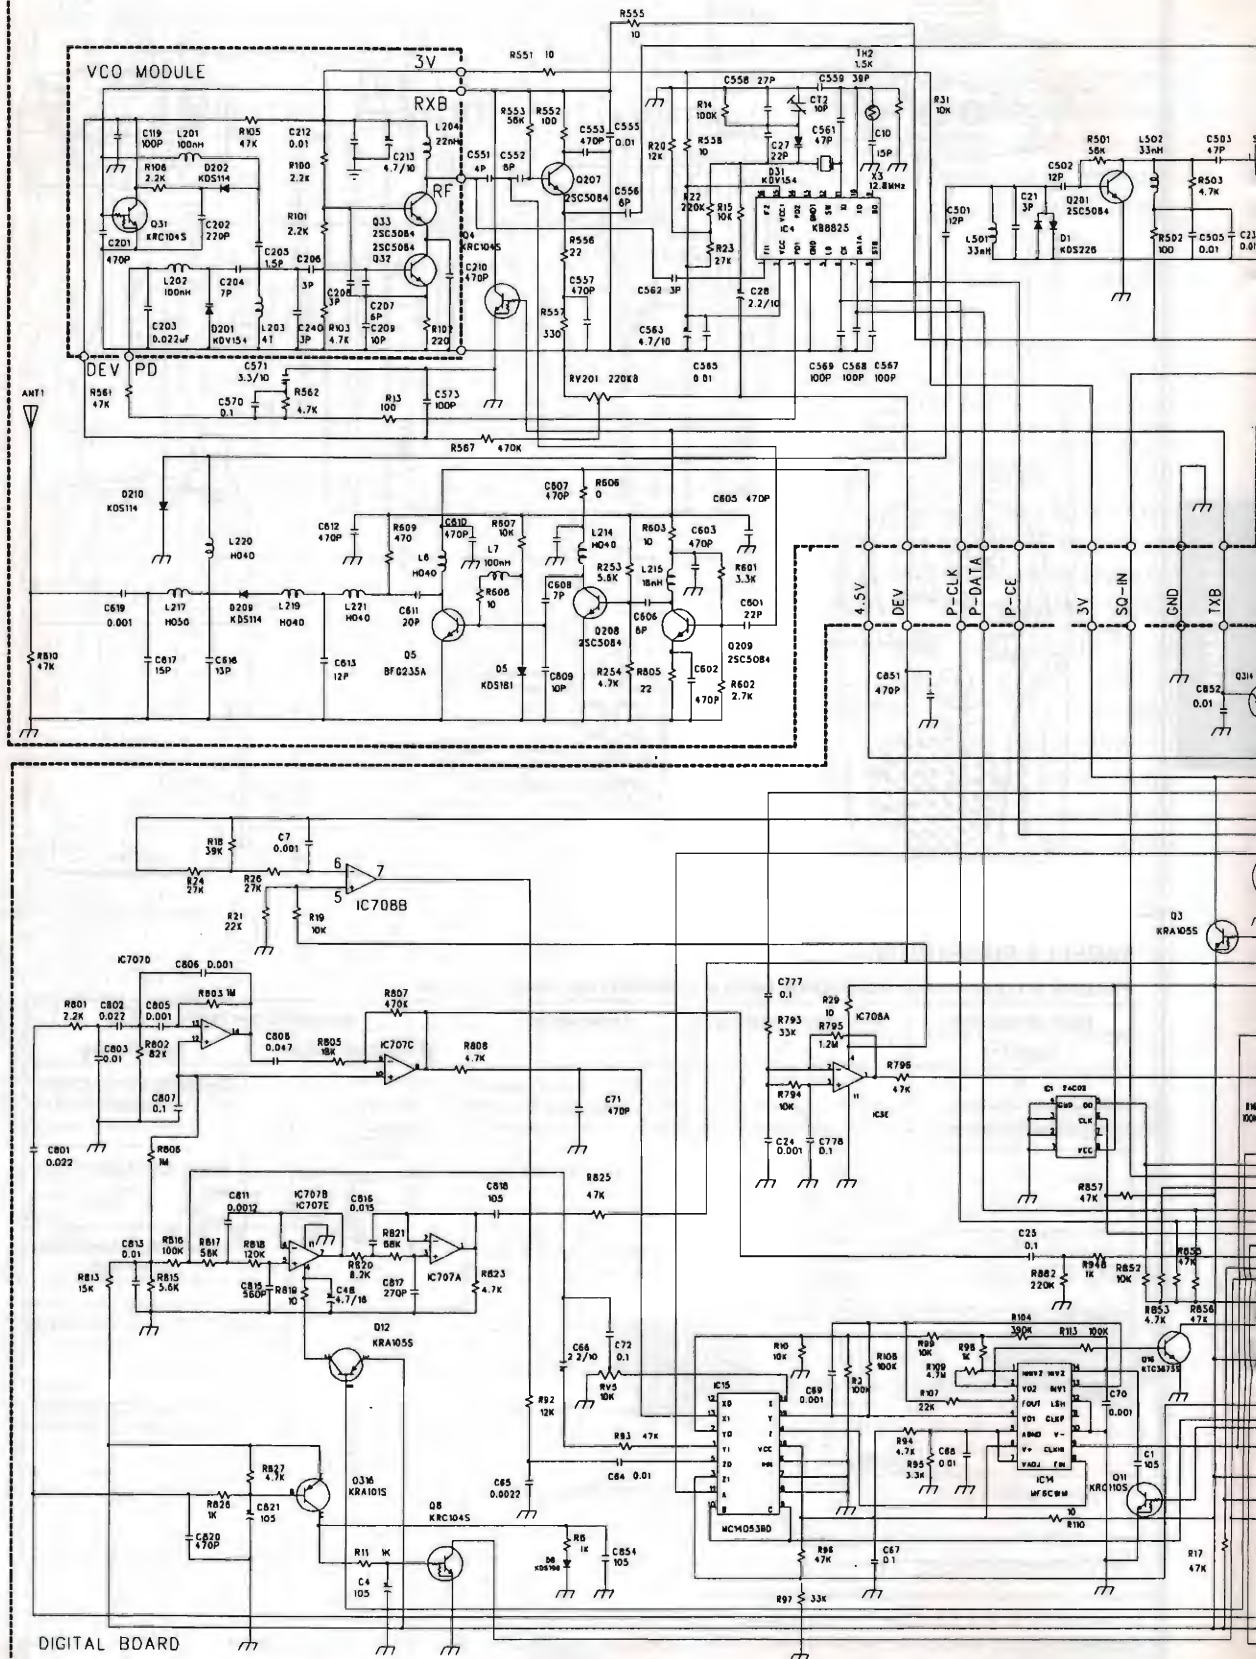 R555
10
VCO MODULE
3V
RXB
R551 10
R553
56K
R552
100
C553
470P
C555
0.01
C558 27P
C559 39P
TH2
1.5K
R14
100K
CT2
10P
C561
47P
C10
15P
R31
10K
R20
12K
R558
10
C27
22P
D31
KDV154
X3
12.8MHz
C119
100P
L201
100nH
R105
47K
C212
0.01
L204
22nH
C213
4.7/10
R106
2.2K
D202
KDS114
R100
2.2K
C551
4P
C552
6P
RF
Q207
2SC5084
C556
6P
Q31
KRC104S
C202
220P
R101
2.2K
Q33
2SC5084
2SC5084
Q32
Q4
KRC104S
C201
470P
C205
1.5P
C206
3P
C210
470P
R556
22
C557
470P
L202
100nH
C204
7P
C208
3P
C207
6P
C209
10P
R557
330
R22
220K
R15
10K
IC4
KB8825
R23
27K
C562 3P
C28
2.2/10
C203
0.022uF
D201
KDV154
L203
4T
C240
3P
R103
4.7K
R102
220
C563
4.7/10
C565
0.01
C569
100P
C568
100P
C567
100P
DEV
PD
C571
3.3/10
R561
47K
C570
0.1
R562
4.7K
R13
100
C573
100P
RV201 220KB
R567 470K
ANT1
R501
56K
L502
33nH
C503
47P
C502
12P
Q201
2SC5084
R503
4.7K
C501
12P
L501
33nH
C21
3P
D1
KDS226
R502
100
C505
0.01
D210
KDS114
L220
H040
C612
470P
R609
470
C610
470P
R607
10K
C607
470P
R606
0
C605 470P
L6
H040
L7
100nH
L214
H040
R603
10
C603
470P
R253
5.6K
L215
18nH
R601
3.3K
R608
10
C608
7P
C601
22P
C619
0.001
L217
H050
D209
KDS114
L219
H040
L221
H040
C611
20P
Q208
2SC5084
C606
6P
Q209
2SC5084
Q5
BFG235A
D5
KDS181
C609
10P
R254
4.7K
R605
22
C602
470P
R602
2.7K
R610
47K
C617
15P
C616
13P
C613
12P
4.5V
DEV
P-CLK
P-DATA
P-CE
3V
SQ-IN
GND
TXB
C851
470P
C852
0.01
Q314
R18
39K
C7
0.001
R24
27K
R26
27K
6
7
5
IC708B
R21
22K
R19
10K
Q3
KRA105S
IC707D
C806 0.001
R803 1M
R807
470K
R801
2.2K
C802
0.022
C805
0.001
C803
0.01
R802
82K
C808
0.047
R805
18K
IC707C
R808
4.7K
C807
0.1
C71
470P
C801
0.022
R806
1M
C777
0.1
R793
33K
R29
10
IC708A
R795
1.2M
R796
47K
R794
10K
C24
0.001
C778
0.1
IC1 24C02
GND
CLK
VCC
R857
47K
C811
0.0012
IC707B
IC707E
C816
0.015
C818
105
R825
47K
C813
0.01
R816
100K
R817
56K
R818
120K
R821
68K
R820
8.2K
IC707A
R813
15K
R815
5.6K
C815
560P
R819
10
C48
4.7/16
C817
270P
R823
4.7K
Q12
KRA105S
C66
2.2/10
C72
0.1
RV5
10K
R10
10K
C69
0.001
R2
100K
R106
100K
C25
0.1
R882
220K
R852
10K
R853
4.7K
R856
47K
R104
390K
R113 100K
R99
10K
R98
1K
R109
4.7M
R107
22K
C70
0.001
R94
4.7K
R95
3.3K
C68
0.01
IC14
C1
105
Q11
KRC110S
10
R110
R17
47K
IC15
MC14053BD
R92
12K
R93 47K
C64 0.01
C65
0.0022
R96
47K
C67
0.1
R97 33K
R827
4.7K
Q316
KRA101S
R826
1K
C821
105
C820
470P
Q8
KRC104S
R11 1K
C4
105
R6
1K
C854
105
DIGITAL BOARD